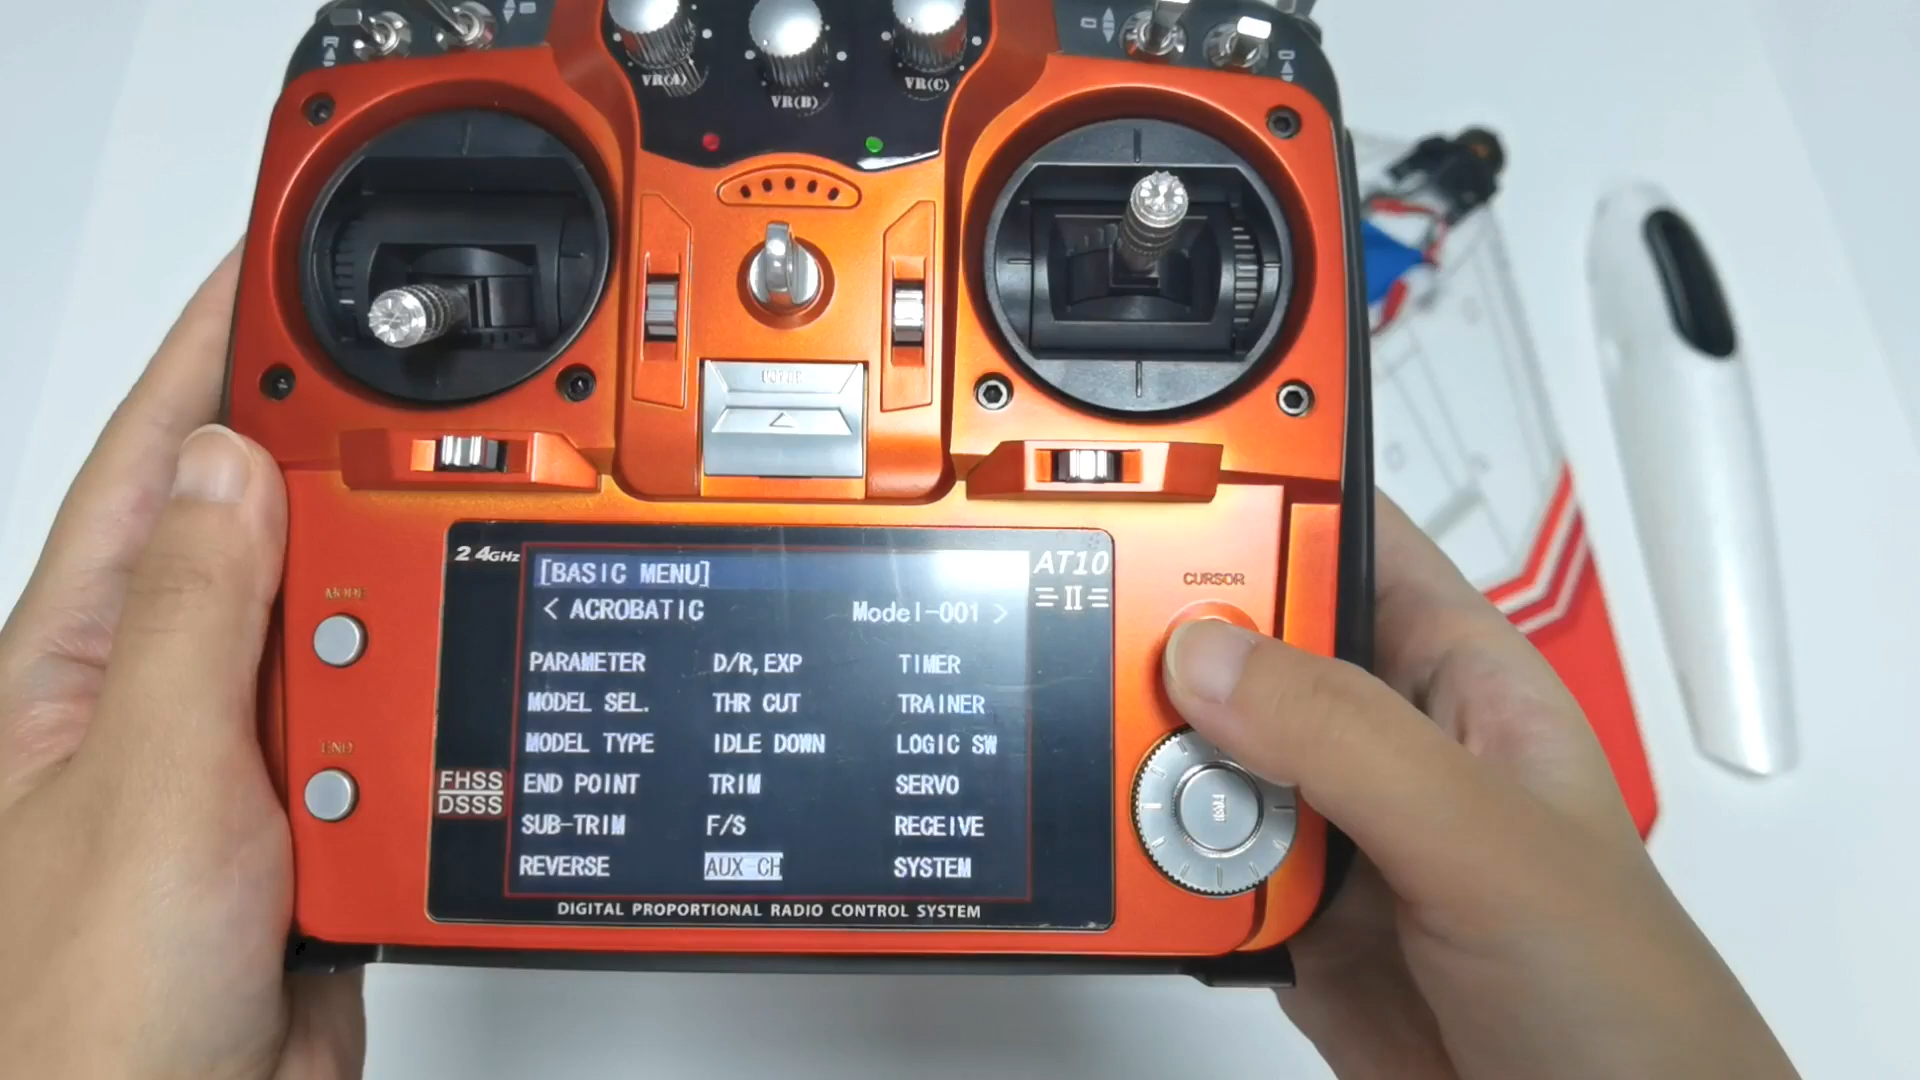 VR(A)
VR(B)
VR(C)
2.4GHz
AT10
II
[BASIC MENU]
< ACROBATIC Model-001 >
PARAMETER D/R,EXP TIMER
MODEL SEL. THR CUT TRAINER
MODEL TYPE IDLE DOWN LOGIC SW
END POINT TRIM SERVO
SUB-TRIM F/S RECEIVE
REVERSE AUX-CH SYSTEM
FHSS
DSSS
DIGITAL PROPORTIONAL RADIO CONTROL SYSTEM
MODE
END
CURSOR